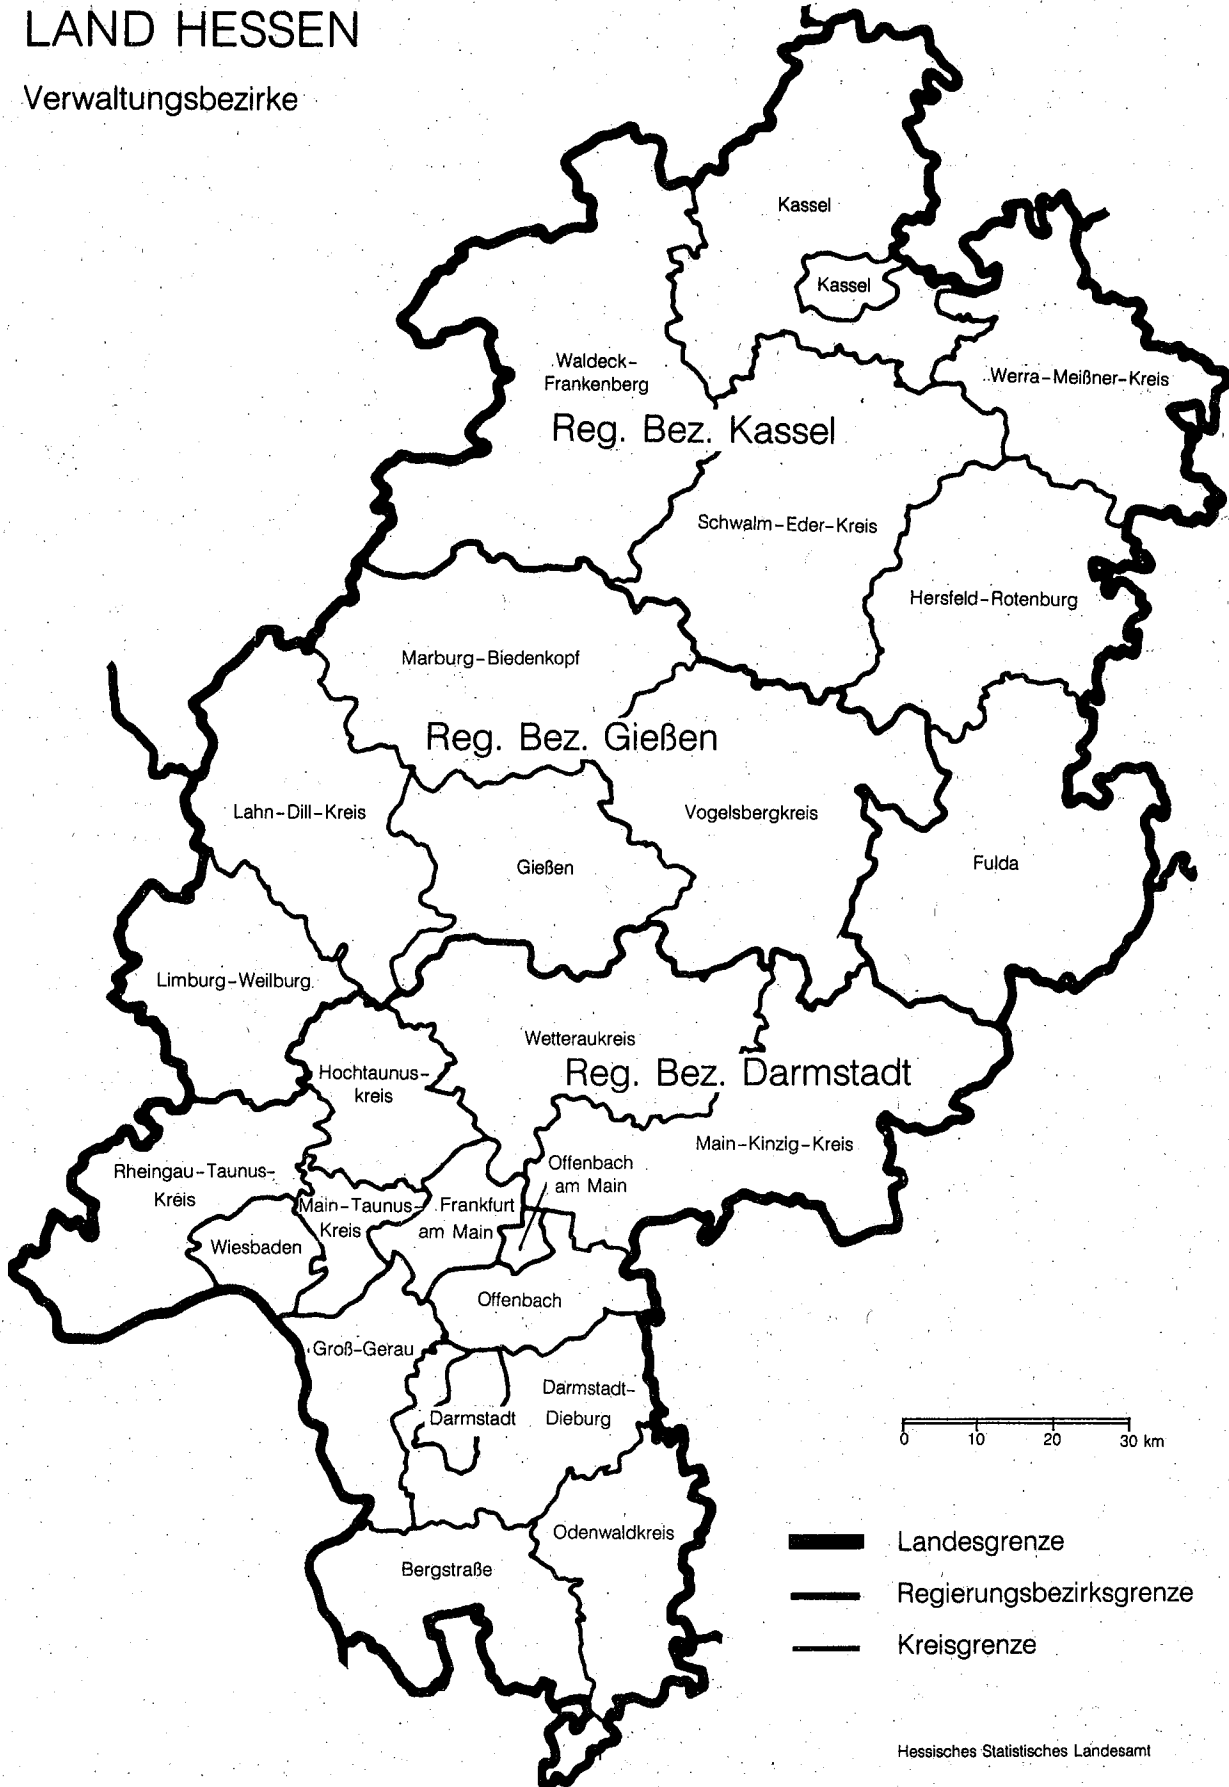 LAND HESSEN
Verwaltungsbezirke
Kassel
Kassel
Waldeck-
Frankenberg
Werra-Meißner-Kreis
Reg. Bez. Kassel
Schwalm-Eder-Kreis
Hersfeld-Rotenburg
Marburg-Biedenkopf
Reg. Bez. Gießen
Lahn-Dill-Kreis
Vogelsbergkreis
Gießen
Fulda
Limburg-Weilburg
Wetteraukreis
Reg. Bez. Darmstadt
Hochtaunus-
kreis
Main-Kinzig-Kreis
Offenbach
am Main
Rheingau-Taunus-
Kreis
Main-Taunus-
Kreis
Frankfurt
am Main
Wiesbaden
Offenbach
Groß-Gerau
Darmstadt-
Dieburg
Darmstadt
0 10 20 30 km
Odenwaldkreis
Bergstraße
Landesgrenze
Regierungsbezirksgrenze
Kreisgrenze
Hessisches Statistisches Landesamt